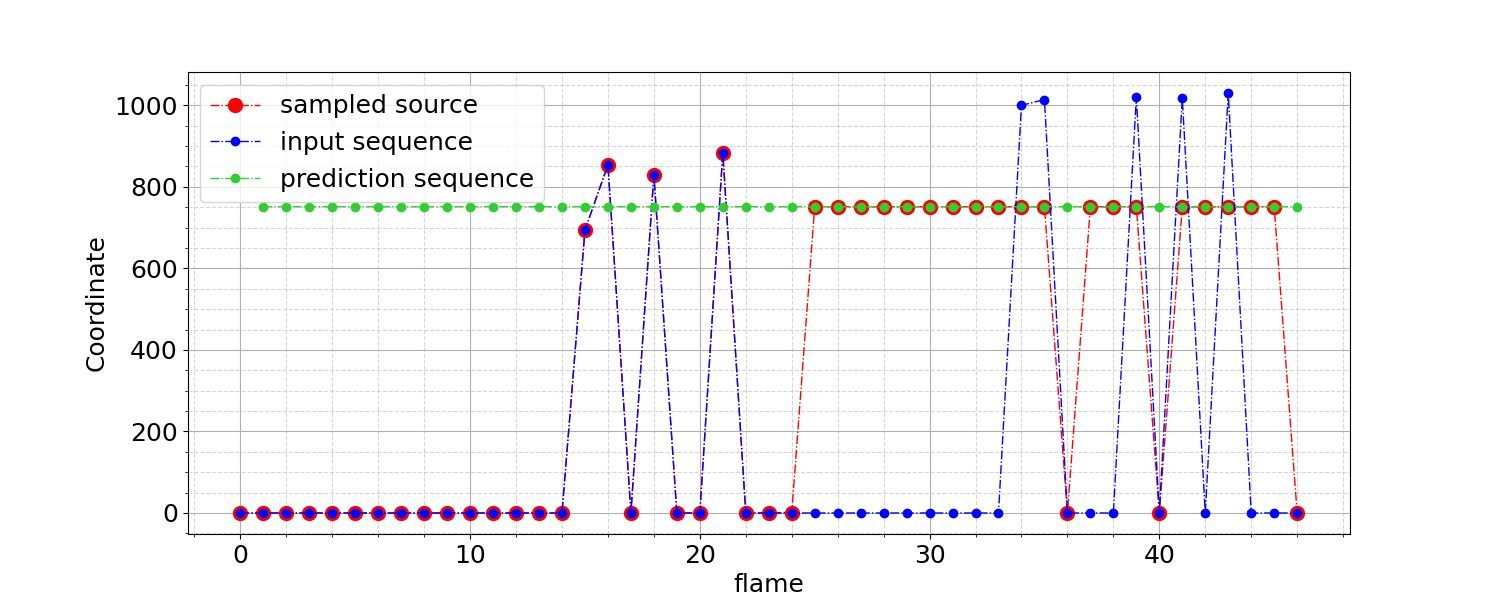 sampled source
input sequence
prediction sequence
1000
800
600
400
200
0
Coordinate
0 10 20 30 40
flame